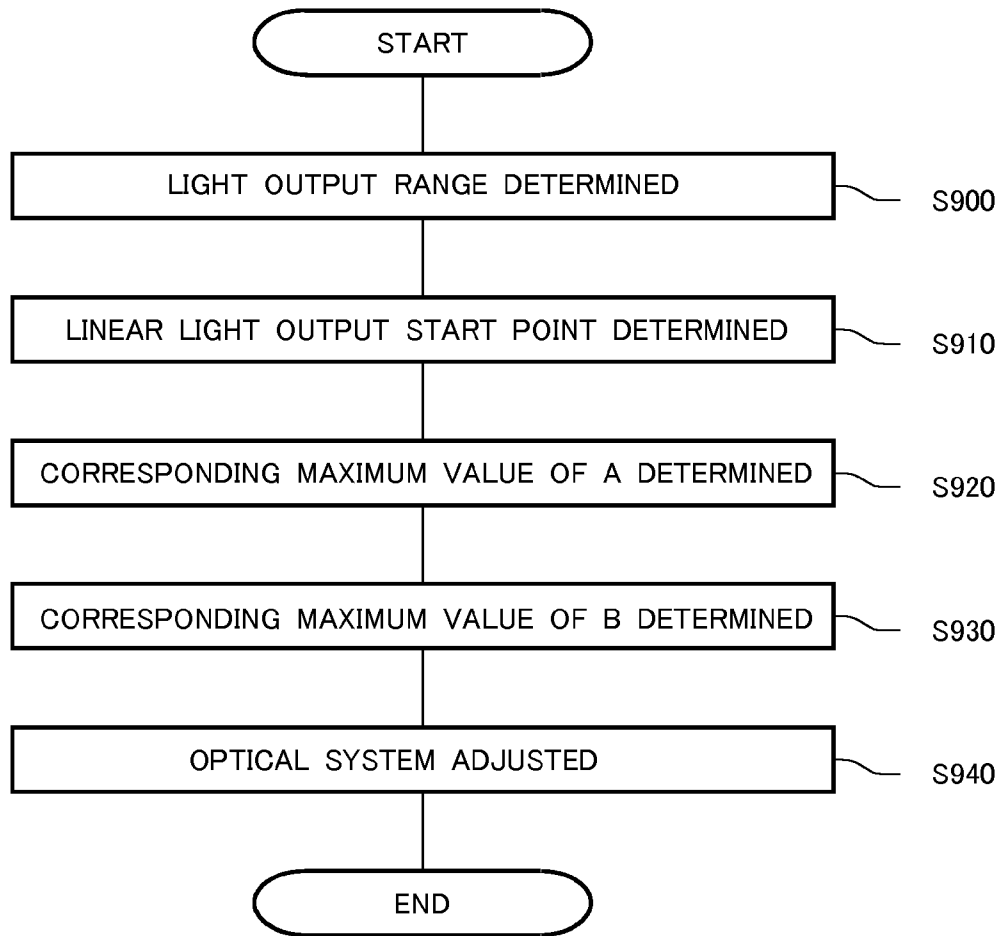 START
LIGHT OUTPUT RANGE DETERMINED
S900
LINEAR LIGHT OUTPUT START POINT DETERMINED
S910
CORRESPONDING MAXIMUM VALUE OF A DETERMINED
S920
CORRESPONDING MAXIMUM VALUE OF B DETERMINED
S930
OPTICAL SYSTEM ADJUSTED
S940
END